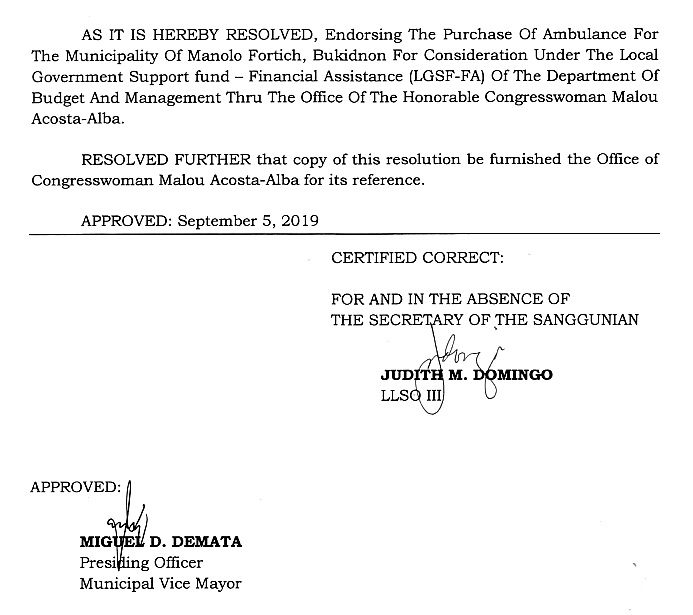 AS IT IS HEREBY RESOLVED, Endorsing The Purchase Of Ambulance For
The Municipality Of Manolo Fortich, Bukidnon For Consideration Under The Local
Government Support fund – Financial Assistance (LGSF-FA) Of The Department Of
Budget And Management Thru The Office Of The Honorable Congresswoman Malou
Acosta-Alba.
RESOLVED FURTHER that copy of this resolution be furnished the Office of
Congresswoman Malou Acosta-Alba for its reference.
APPROVED: September 5, 2019
CERTIFIED CORRECT:
FOR AND IN THE ABSENCE OF
THE SECRETARY OF THE SANGGUNIAN
JUDITH M. DOMINGO
LLSO III
APPROVED:
MIGUEL D. DEMATA
Presiding Officer
Municipal Vice Mayor